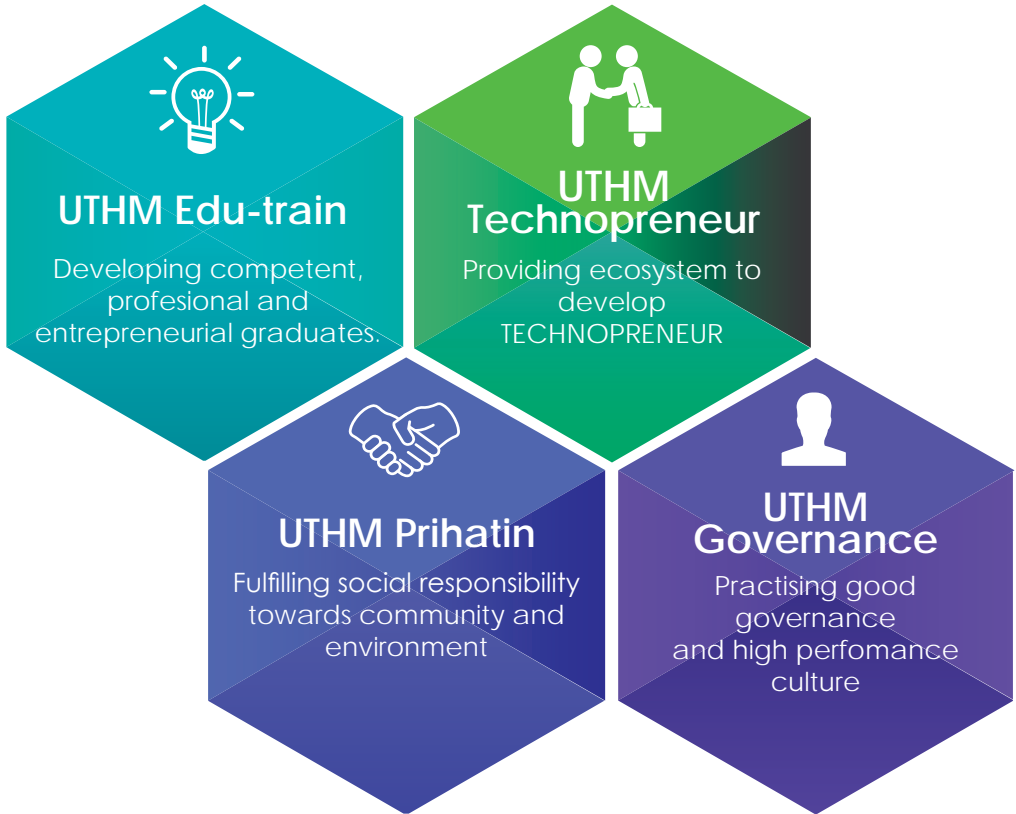 UTHM Edu-train
Developing competent,
profesional and
entrepreneurial graduates.
UTHM
Technopreneur
Providing ecosystem to
develop
TECHNOPRENEUR
UTHM Prihatin
Fulfilling social responsibility
towards community and
environment
UTHM
Governance
Practising good
governance
and high perfomance
culture